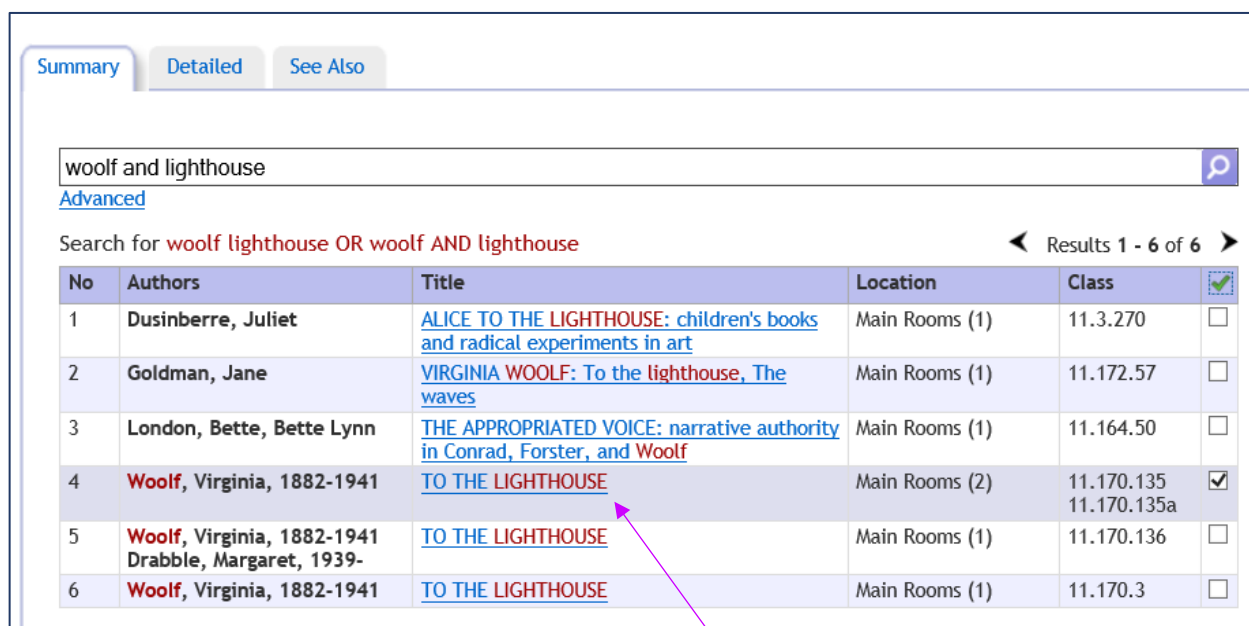 Summary Detailed See Also
woolf and lighthouse
Advanced
Search for woolf lighthouse OR woolf AND lighthouse Results 1 - 6 of 6
No Authors Title Location Class
1 Dusinberre, Juliet ALICE TO THE LIGHTHOUSE: children's books Main Rooms (1) 11.3.270
and radical experiments in art
2 Goldman, Jane VIRGINIA WOOLF: To the lighthouse, The Main Rooms (1) 11.172.57
waves
3 London, Bette, Bette Lynn THE APPROPRIATED VOICE: narrative authority Main Rooms (1) 11.164.50
in Conrad, Forster, and Woolf
4 Woolf, Virginia, 1882-1941 TO THE LIGHTHOUSE Main Rooms (2) 11.170.135
11.170.135a
5 Woolf, Virginia, 1882-1941 TO THE LIGHTHOUSE Main Rooms (1) 11.170.136
Drabble, Margaret, 1939-
6 Woolf, Virginia, 1882-1941 TO THE LIGHTHOUSE Main Rooms (1) 11.170.3